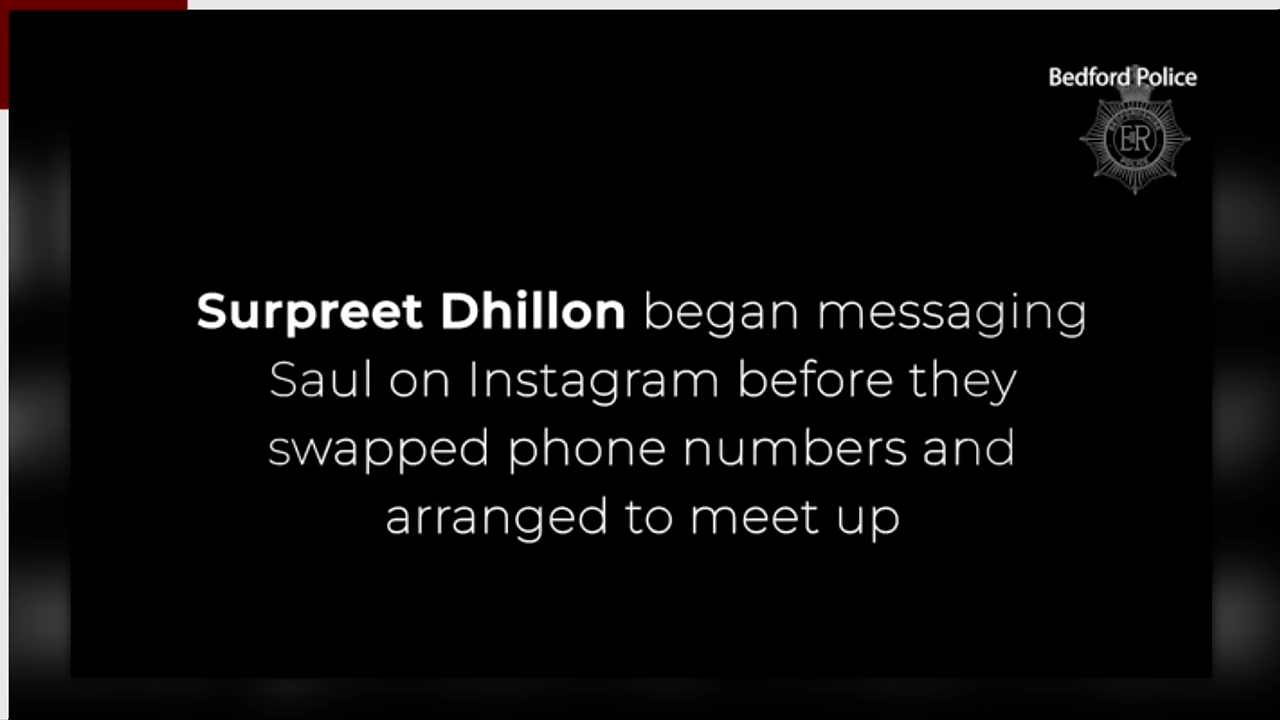 Bedford Police
ER
Surpreet Dhillon began messaging
Saul on Instagram before they
swapped phone numbers and
arranged to meet up